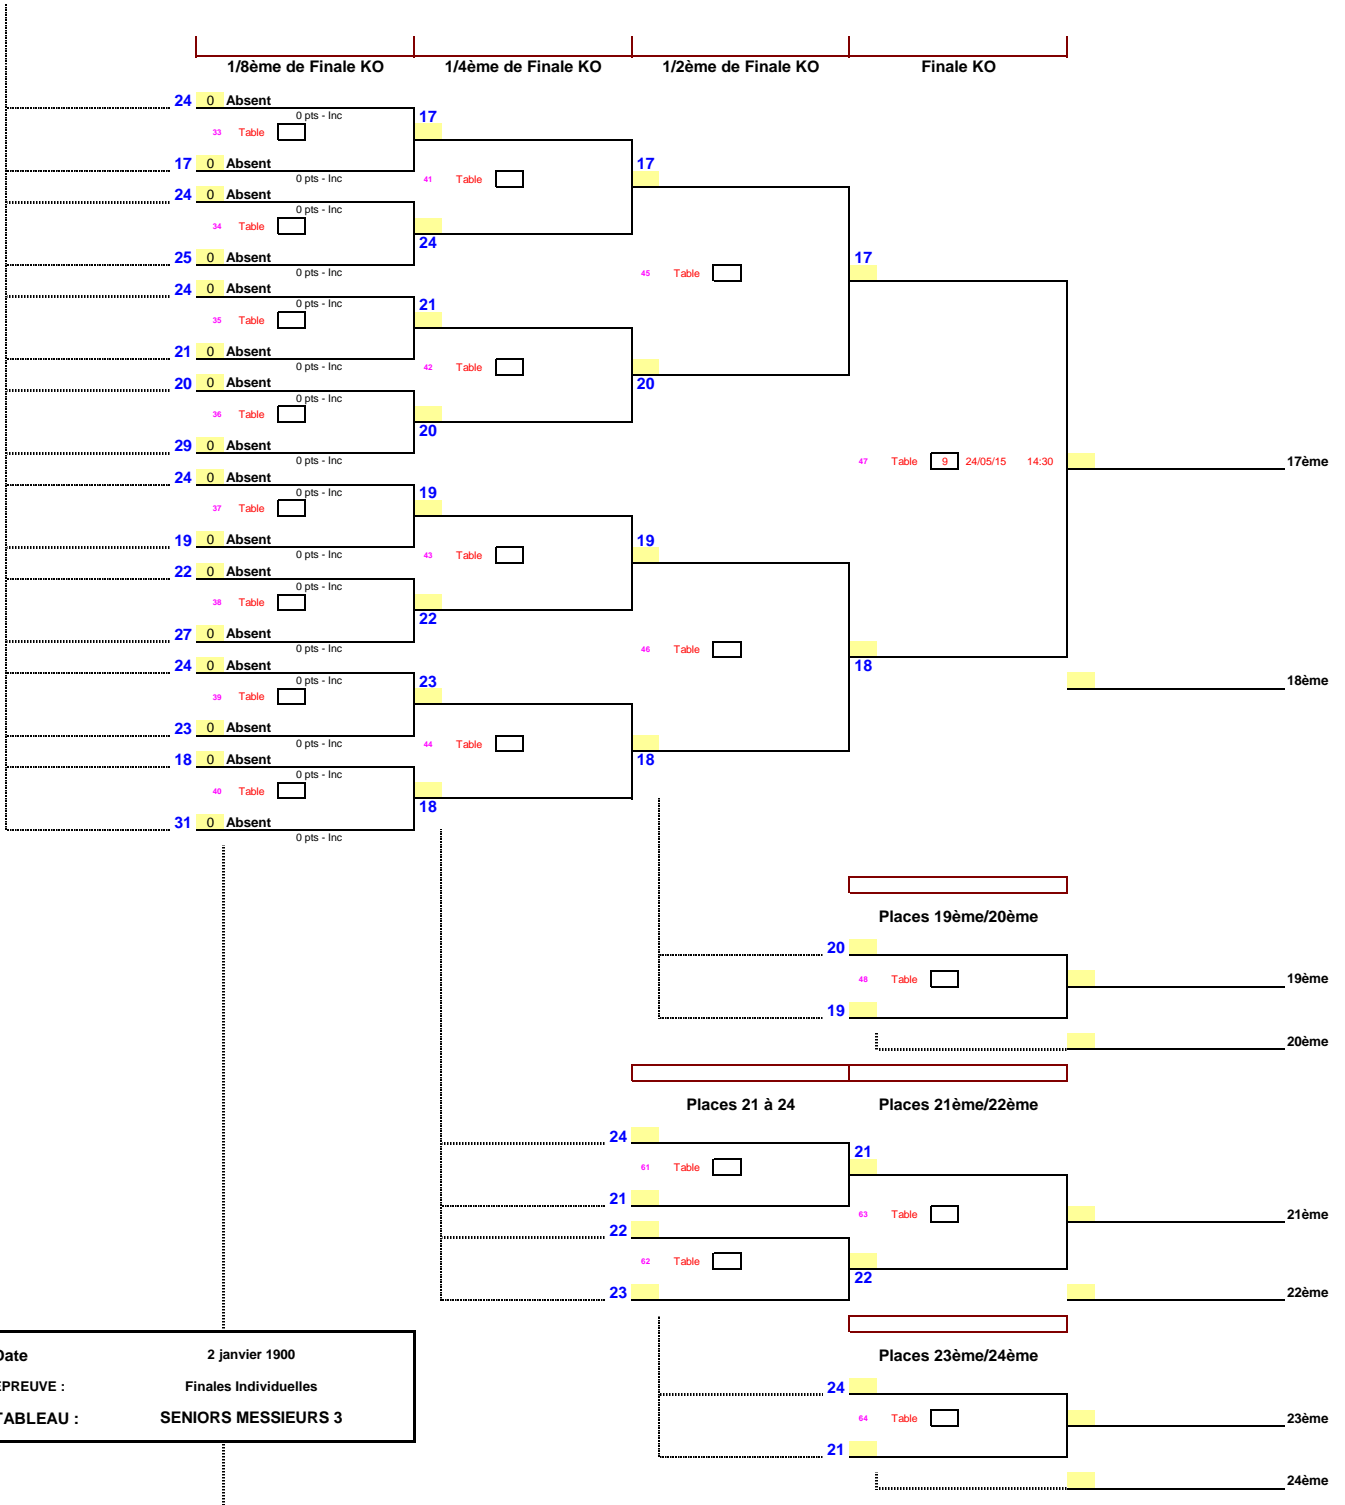 1/8ème de Finale KO 1/4ème de Finale KO 1/2ème de Finale KO Finale KO
24 0 Absent
0 pts - Inc
17
33 Table
17 0 Absent
17
0 pts - Inc
41 Table
24 0 Absent
0 pts - Inc
34 Table
24
25 0 Absent
17
0 pts - Inc
45 Table
24 0 Absent
0 pts - Inc
21
35 Table
21 0 Absent
0 pts - Inc
42 Table
20 0 Absent
20
0 pts - Inc
36 Table
20
29 0 Absent
0 pts - Inc
47 Table 9 24/05/15 14:30
17ème
24 0 Absent
0 pts - Inc
19
37 Table
19 0 Absent
19
0 pts - Inc
43 Table
22 0 Absent
0 pts - Inc
38 Table
22
27 0 Absent
0 pts - Inc
46 Table
24 0 Absent
18
0 pts - Inc
23
18ème
39 Table
23 0 Absent
0 pts - Inc
44 Table
18 0 Absent
18
0 pts - Inc
40 Table
18
31 0 Absent
0 pts - Inc
Places 19ème/20ème
20
48 Table
19ème
19
20ème
Places 21 à 24 Places 21ème/22ème
24
21
61 Table
21
63 Table
21ème
22
62 Table
22
23
22ème
Date 2 janvier 1900
Places 23ème/24ème
EPREUVE : Finales Individuelles
24
TABLEAU : SENIORS MESSIEURS 3
64 Table
23ème
21
24ème